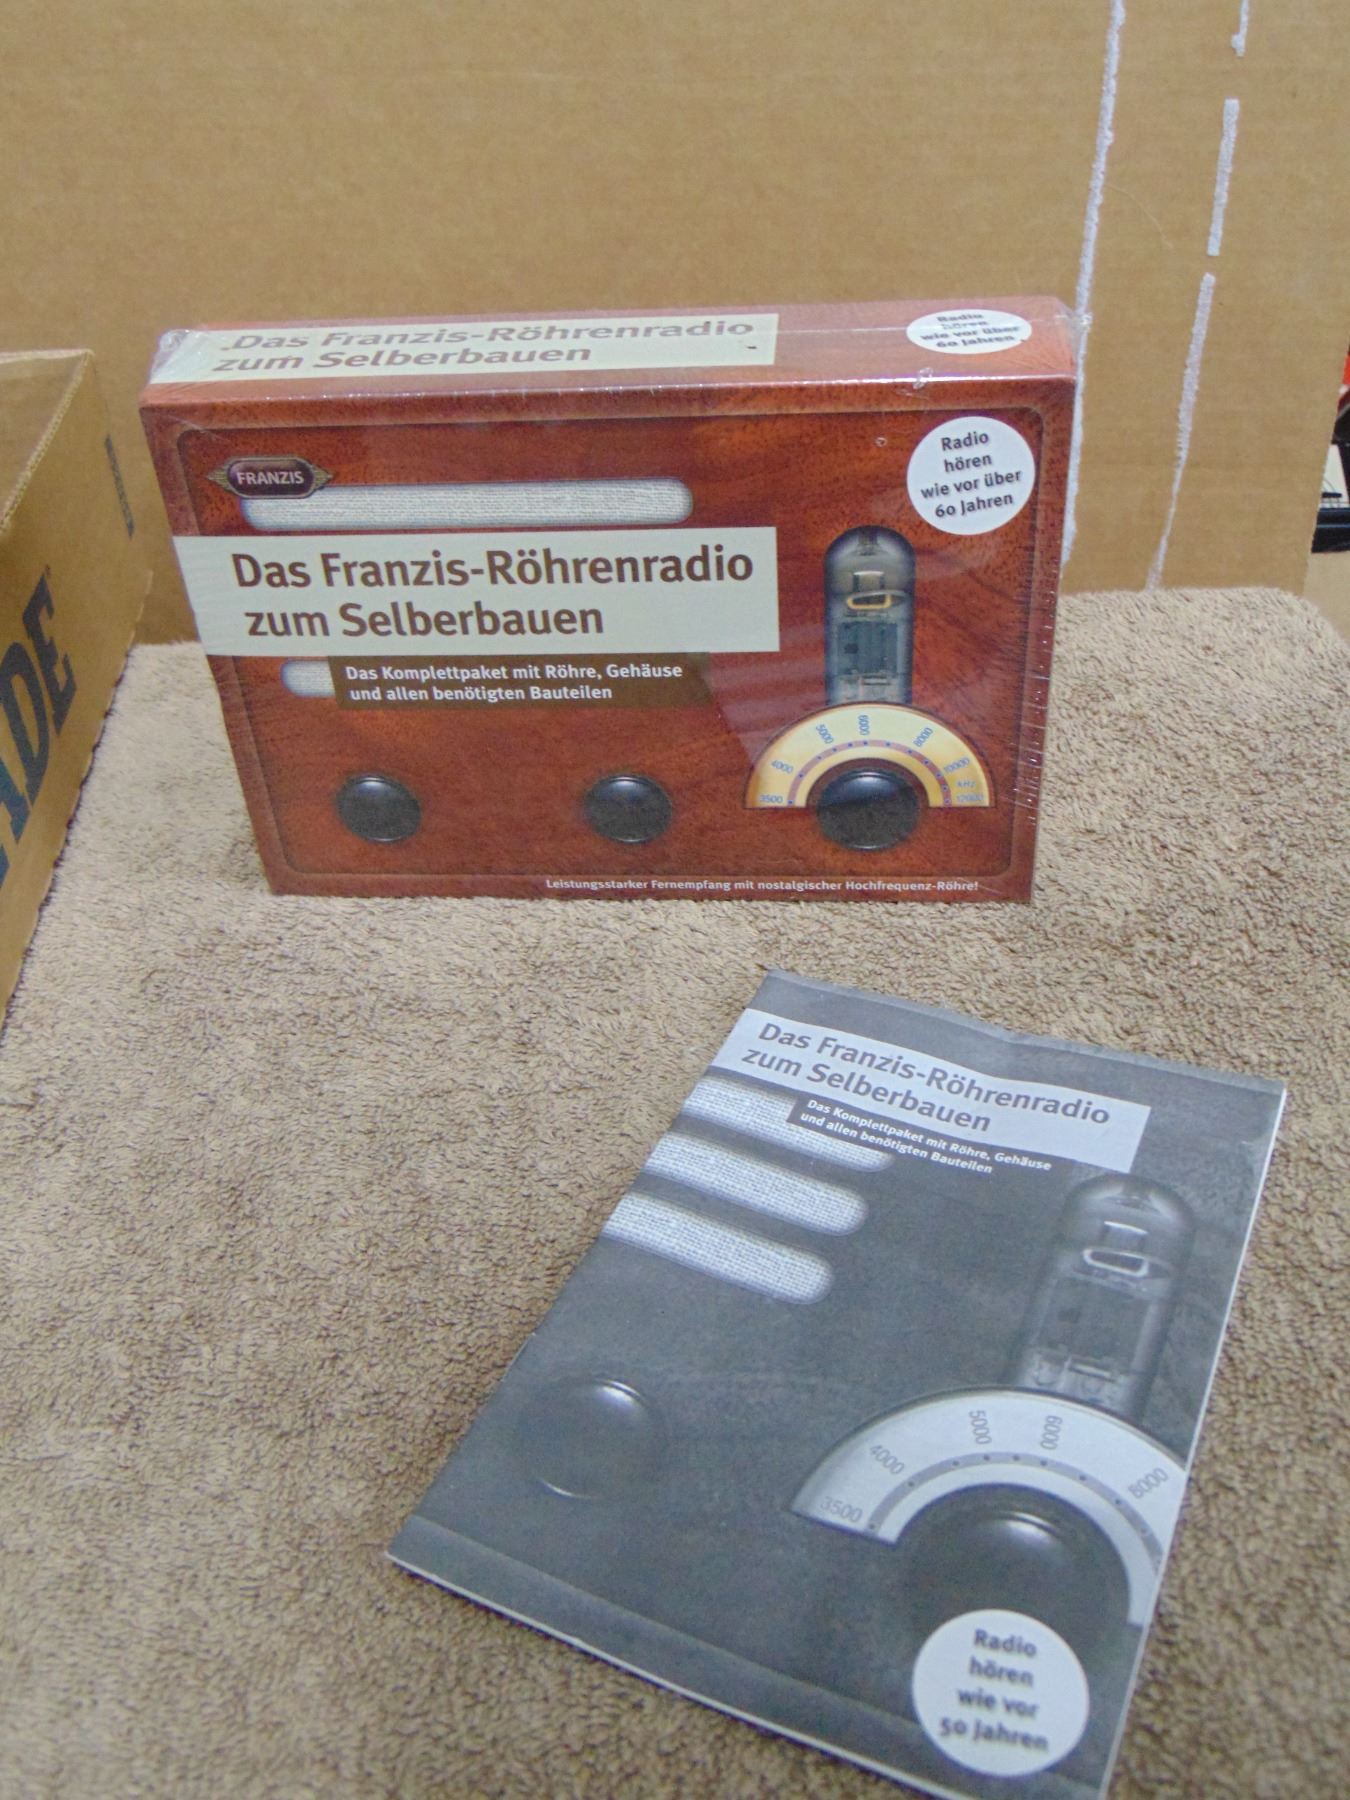 Das Franzis-Röhrenradio
zum Selberbauen
Radio
hören
wie vor über
60 Jahren
FRANZIS
Radio
hören
wie vor über
60 Jahren
Das Franzis-Röhrenradio
zum Selberbauen
Das Komplettpaket mit Röhre, Gehäuse
und allen benötigten Bauteilen
3500 4000 5000 6000 8000 10000 12000
kHz
Leistungsstarker Fernempfang mit nostalgischer Hochfrequenz-Röhre!
Das Franzis-Röhrenradio
zum Selberbauen
Das Komplettpaket mit Röhre, Gehäuse
und allen benötigten Bauteilen
3500 4000 5000 6000 8000
Radio
hören
wie vor
50 Jahren